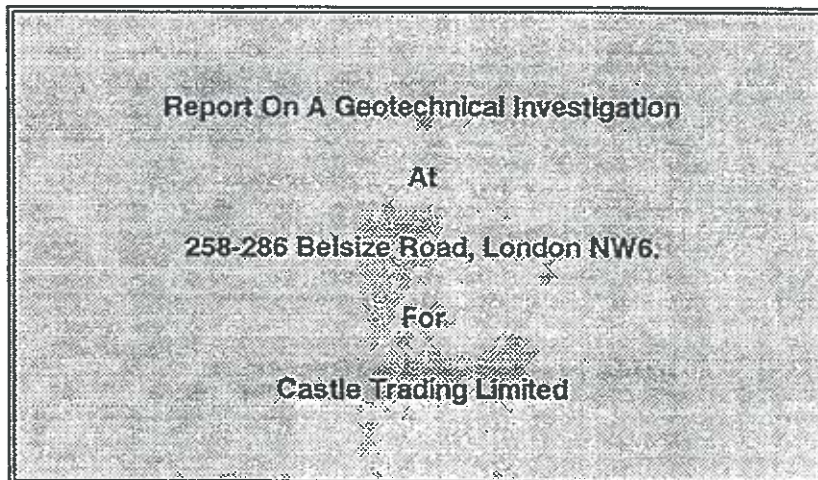 Report On A Geotechnical Investigation
At
258-286 Belsize Road, London NW6.
For
Castle Trading Limited